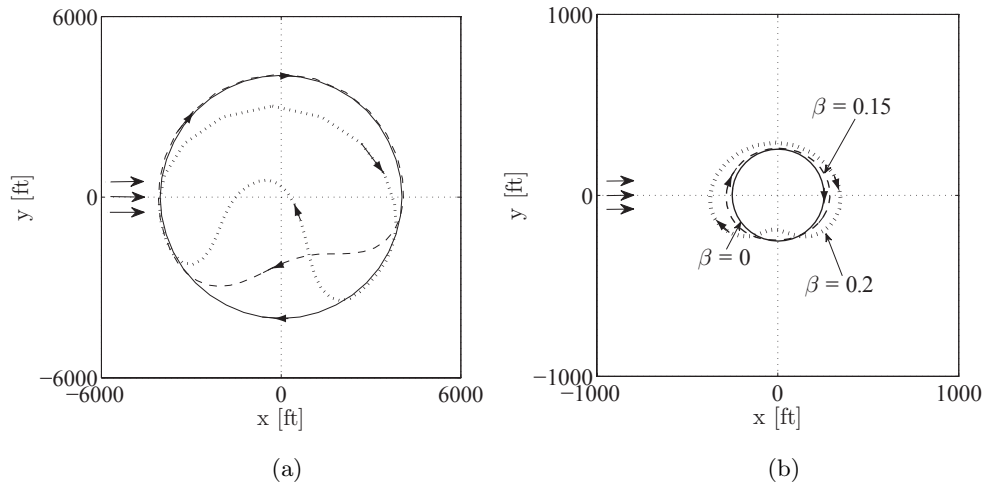 6000
y [ft]
0
−6000
−6000
0
6000
x [ft]
(a)
1000
y [ft]
0
−1000
−1000
0
1000
x [ft]
β = 0.15
β = 0
β = 0.2
(b)